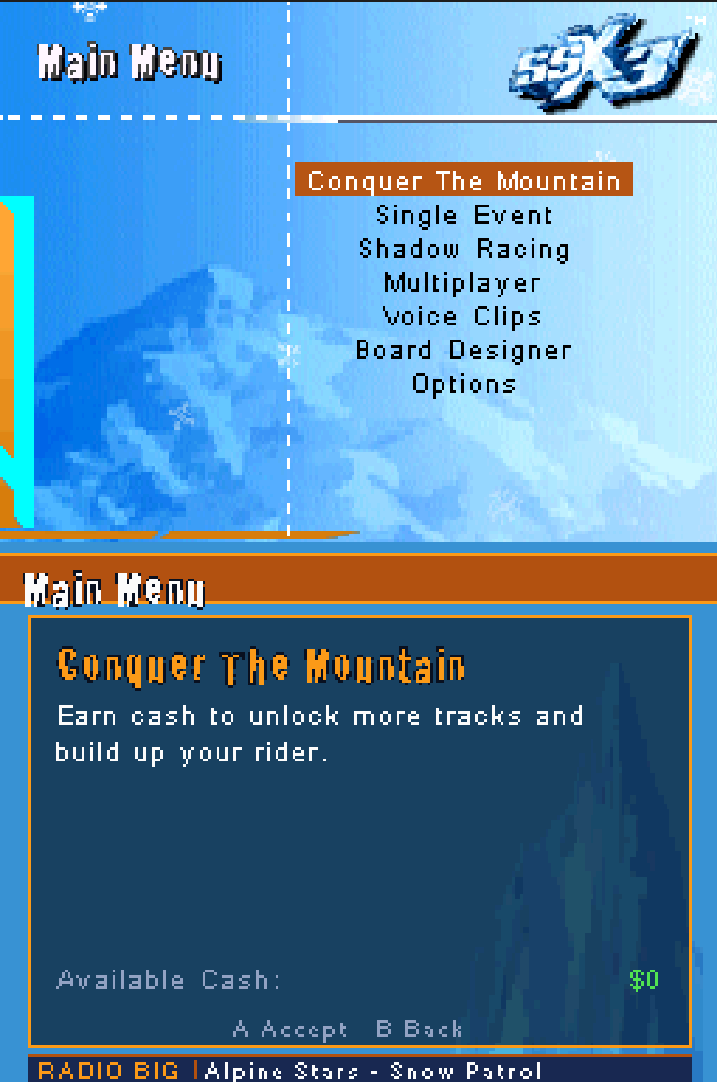 Main Menu
SSX 3
TM
Conquer The Mountain
Single Event
Shadow Racing
Multiplayer
Voice Clips
Board Designer
Options
Main Menu
Conquer The Mountain
Earn cash to unlock more tracks and
build up your rider.
Available Cash: $0
A Accept B Back
RADIO BIG | Alpine Stars - Snow Patrol